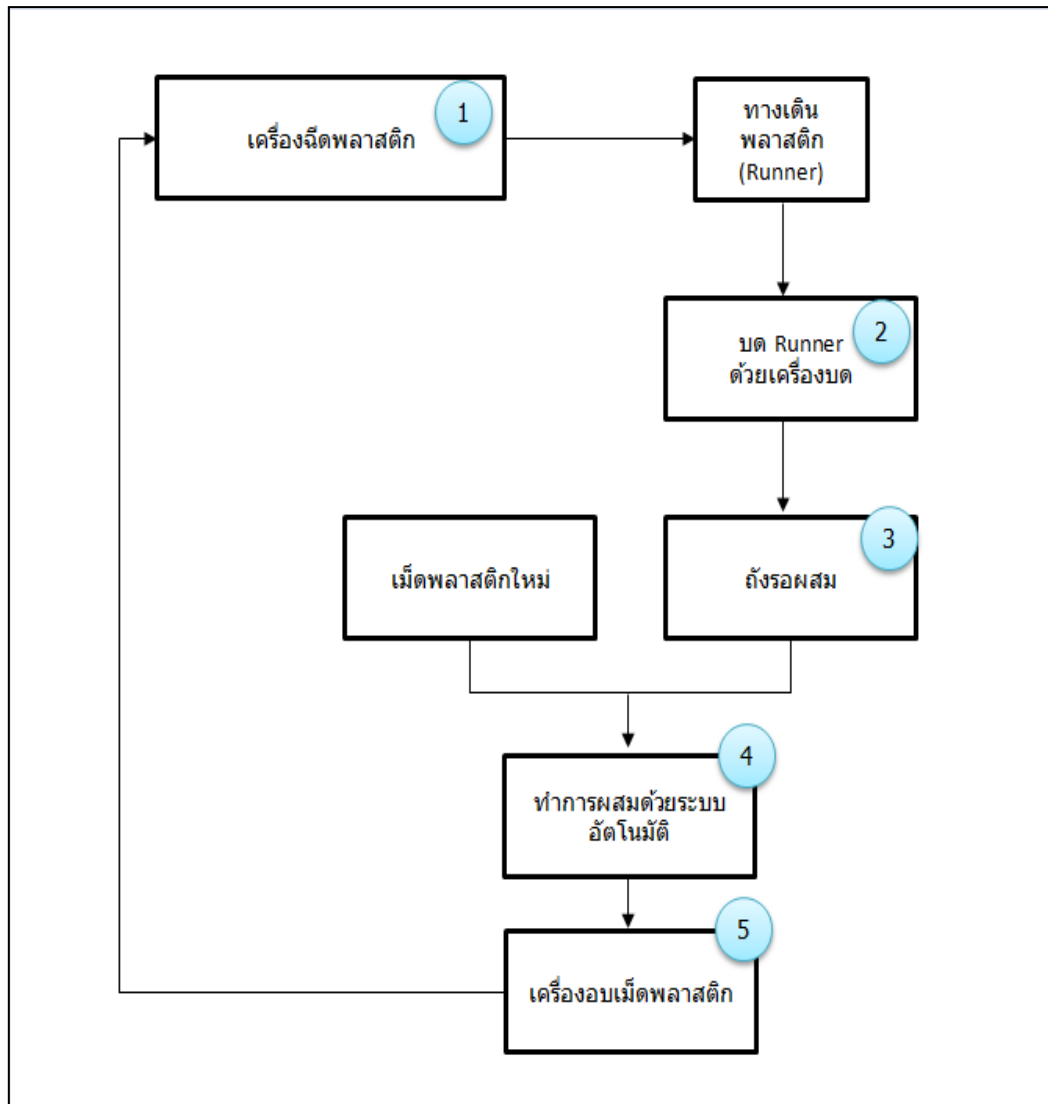 1
เครื่องฉีดพลาสติก
ทางเดิน
พลาสติก
(Runner)
2
บด Runner
ด้วยเครื่องบด
3
เม็ดพลาสติกใหม่
ถังรอผสม
4
ทำการผสมด้วยระบบ
อัตโนมัติ
5
เครื่องอบเม็ดพลาสติก